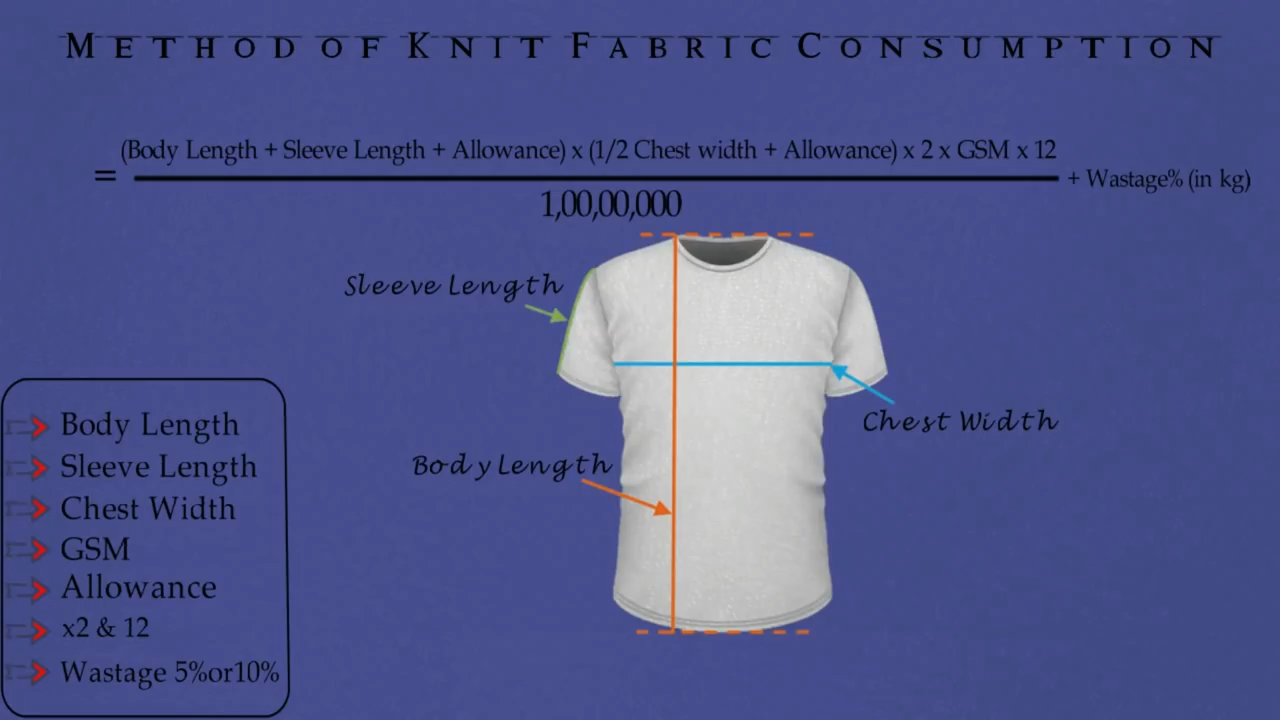 METHOD OF KNIT FABRIC CONSUMPTION
(Body Length + Sleeve Length + Allowance) x (1/2 Chest width + Allowance) x 2 x GSM x 12
= + Wastage% (in kg)
1,00,00,000
Sleeve Length
Chest Width
Body Length
Body Length
Sleeve Length
Chest Width
GSM
Allowance
x2 & 12
Wastage 5%or10%